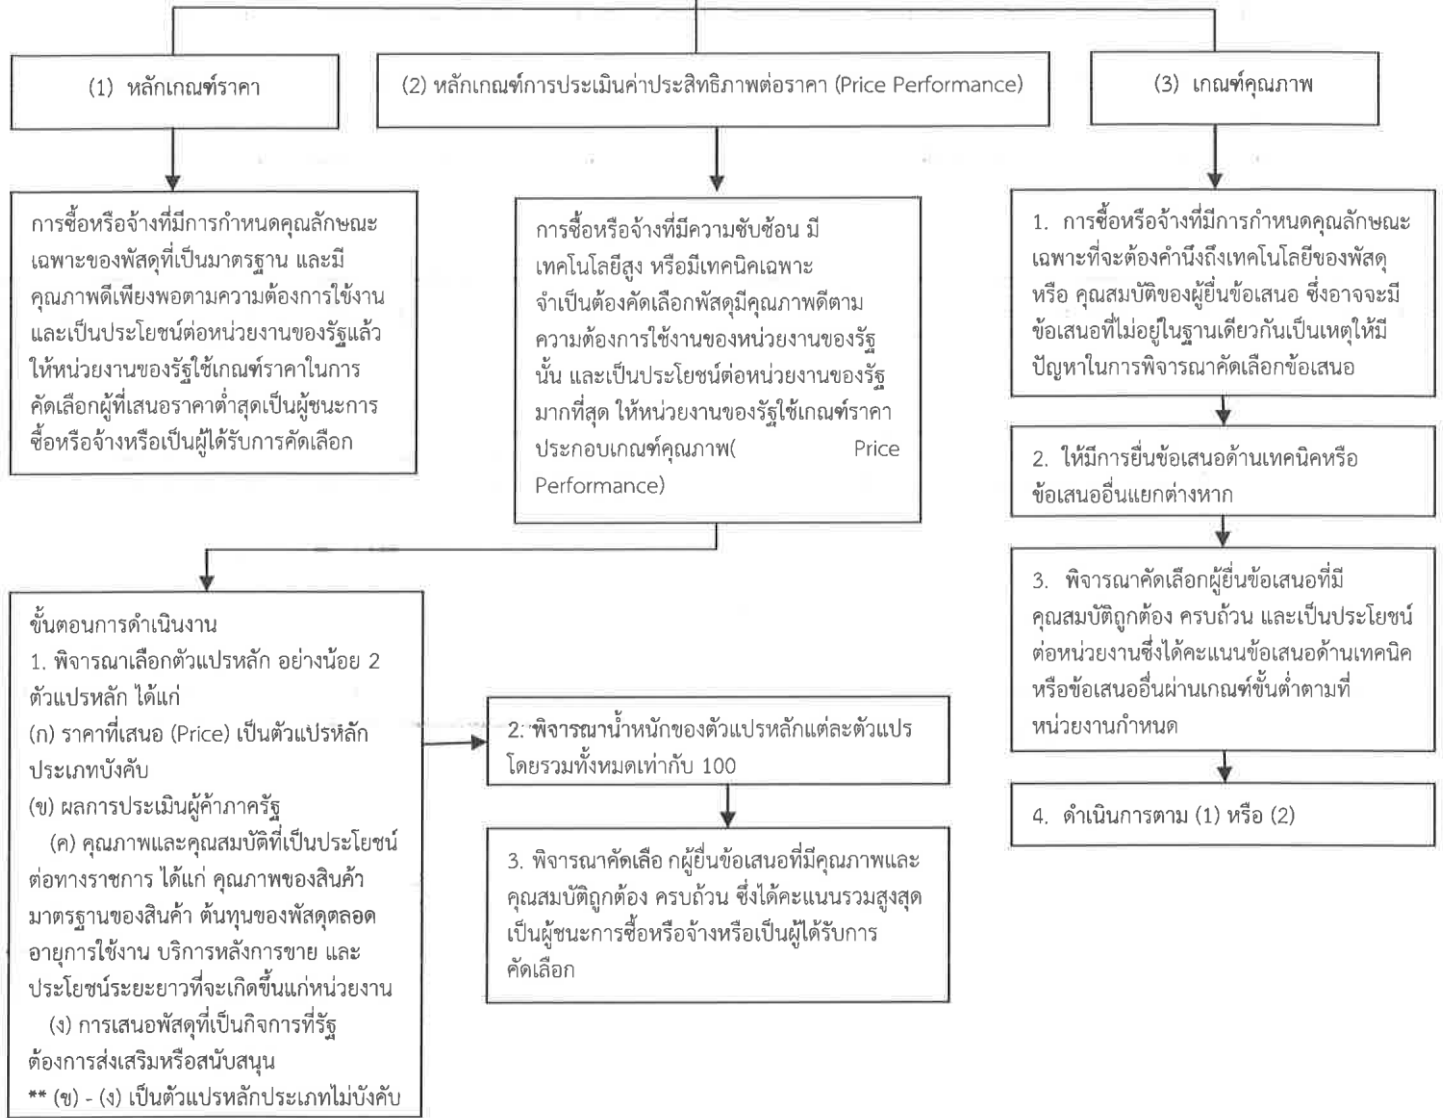 (1) หลักเกณฑ์ราคา
(2) หลักเกณฑ์การประเมินค่าประสิทธิภาพต่อราคา (Price Performance)
(3) เกณฑ์คุณภาพ
การซื้อหรือจ้างที่มีการกำหนดคุณลักษณะ
เฉพาะของพัสดุที่เป็นมาตรฐาน และมี
คุณภาพดีเพียงพอตามความต้องการใช้งาน
และเป็นประโยชน์ต่อหน่วยงานของรัฐแล้ว
ให้หน่วยงานของรัฐใช้เกณฑ์ราคาในการ
คัดเลือกผู้ที่เสนอราคาต่ำสุดเป็นผู้ชนะการ
ซื้อหรือจ้างหรือเป็นผู้ได้รับการคัดเลือก
การซื้อหรือจ้างที่มีความซับซ้อน มี
เทคโนโลยีสูง หรือมีเทคนิคเฉพาะ
จำเป็นต้องคัดเลือกพัสดุมีคุณภาพดีตาม
ความต้องการใช้งานของหน่วยงานของรัฐ
นั้น และเป็นประโยชน์ต่อหน่วยงานของรัฐ
มากที่สุด ให้หน่วยงานของรัฐใช้เกณฑ์ราคา
ประกอบเกณฑ์คุณภาพ( Price
Performance)
1. การซื้อหรือจ้างที่มีการกำหนดคุณลักษณะ
เฉพาะที่จะต้องคำนึงถึงเทคโนโลยีของพัสดุ
หรือ คุณสมบัติของผู้ยื่นข้อเสนอ ซึ่งอาจจะมี
ข้อเสนอที่ไม่อยู่ในฐานเดียวกันเป็นเหตุให้มี
ปัญหาในการพิจารณาคัดเลือกข้อเสนอ
2. ให้มีการยื่นข้อเสนอด้านเทคนิคหรือ
ข้อเสนออื่นแยกต่างหาก
3. พิจารณาคัดเลือกผู้ยื่นข้อเสนอที่มี
คุณสมบัติถูกต้อง ครบถ้วน และเป็นประโยชน์
ต่อหน่วยงานซึ่งได้คะแนนข้อเสนอด้านเทคนิค
หรือข้อเสนออื่นผ่านเกณฑ์ขั้นต่ำตามที่
หน่วยงานกำหนด
4. ดำเนินการตาม (1) หรือ (2)
ขั้นตอนการดำเนินงาน
1. พิจารณาเลือกตัวแปรหลัก อย่างน้อย 2
ตัวแปรหลัก ได้แก่
(ก) ราคาที่เสนอ (Price) เป็นตัวแปรหลัก
ประเภทบังคับ
(ข) ผลการประเมินผู้ค้าภาครัฐ
(ค) คุณภาพและคุณสมบัติที่เป็นประโยชน์
ต่อทางราชการ ได้แก่ คุณภาพของสินค้า
มาตรฐานของสินค้า ต้นทุนของพัสดุตลอด
อายุการใช้งาน บริการหลังการขาย และ
ประโยชน์ระยะยาวที่จะเกิดขึ้นแก่หน่วยงาน
(ง) การเสนอพัสดุที่เป็นกิจการที่รัฐ
ต้องการส่งเสริมหรือสนับสนุน
** (ข) - (ง) เป็นตัวแปรหลักประเภทไม่บังคับ
2. พิจารณาน้ำหนักของตัวแปรหลักแต่ละตัวแปร
โดยรวมทั้งหมดเท่ากับ 100
3. พิจารณาคัดเลือ กผู้ยื่นข้อเสนอที่มีคุณภาพและ
คุณสมบัติถูกต้อง ครบถ้วน ซึ่งได้คะแนนรวมสูงสุด
เป็นผู้ชนะการซื้อหรือจ้างหรือเป็นผู้ได้รับการ
คัดเลือก